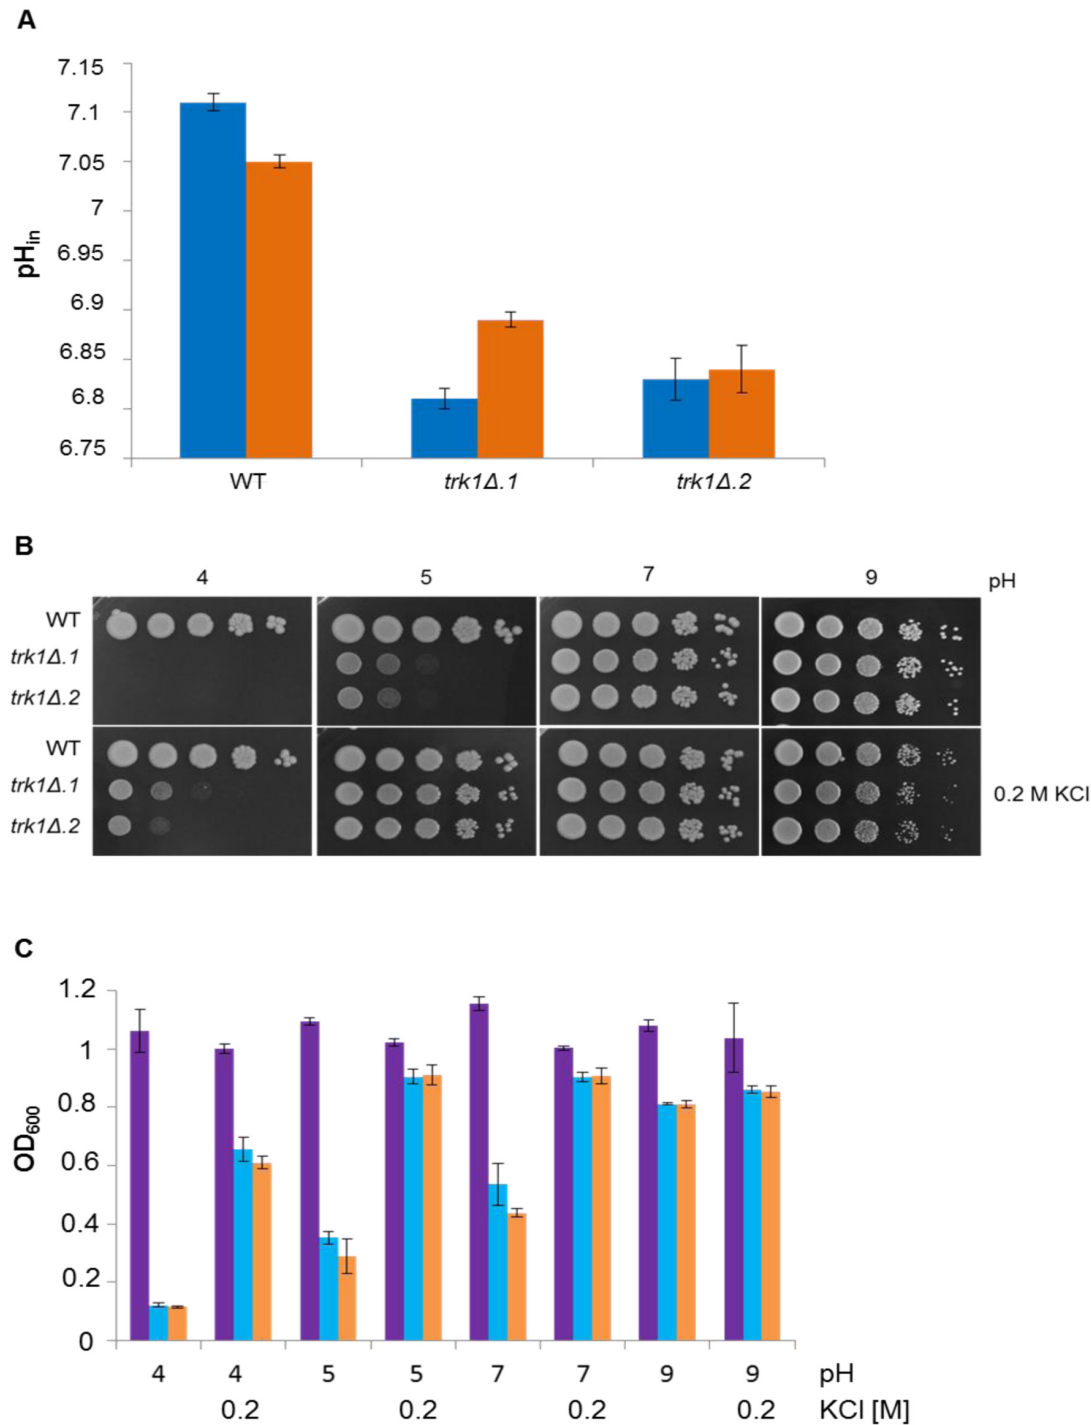 A
7.15
7.1
7.05
7
6.95
6.9
6.85
6.8
6.75
pHin
WT
trk1Δ.1
trk1Δ.2
B
4 5 7 9 pH
WT
trk1Δ.1
trk1Δ.2
WT
trk1Δ.1
trk1Δ.2
0.2 M KCl
C
1.2
1
0.8
0.6
0.4
0.2
0
OD600
4 4 5 5 7 7 9 9 pH
0.2 0.2 0.2 0.2 KCl [M]